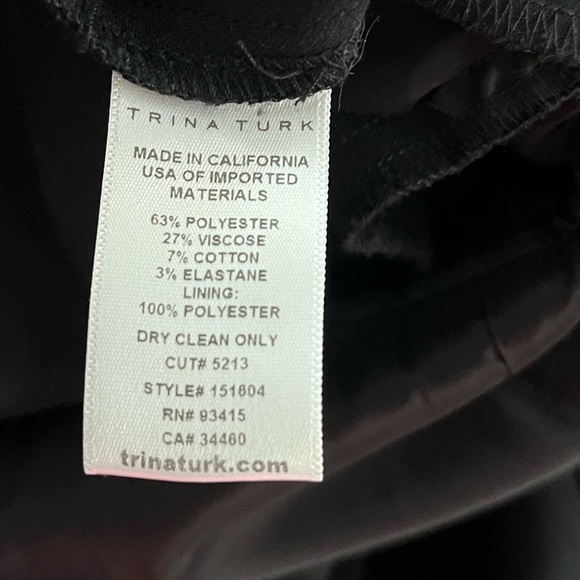 TRINA TURK
MADE IN CALIFORNIA
USA OF IMPORTED
MATERIALS
63% POLYESTER
27% VISCOSE
7% COTTON
3% ELASTANE
LINING:
100% POLYESTER
DRY CLEAN ONLY
CUT# 5213
STYLE# 151604
RN# 93415
CA# 34460
trinaturk.com